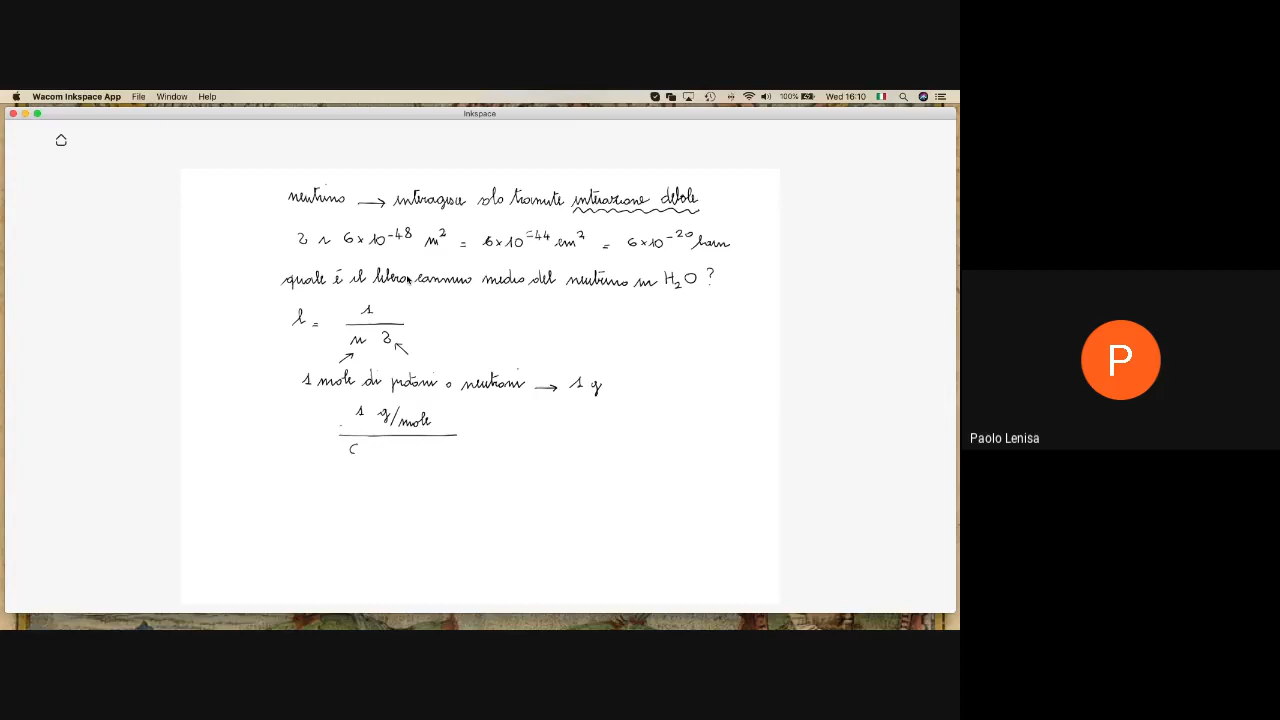 Wacom Inkspace App File Window Help 100% Wed 16:10
Inkspace
neutrino → interagisce solo tramite interazione debole
σ ~ 6×10⁻⁴⁸ m² = 6×10⁻⁴⁴ cm² = 6×10⁻²⁰ barn
quale è il libero cammino medio del neutrino in H₂O ?
l = 1 / n σ
1 mole di protoni o neutroni → 1 g
1 g/mole
P
Paolo Lenisa